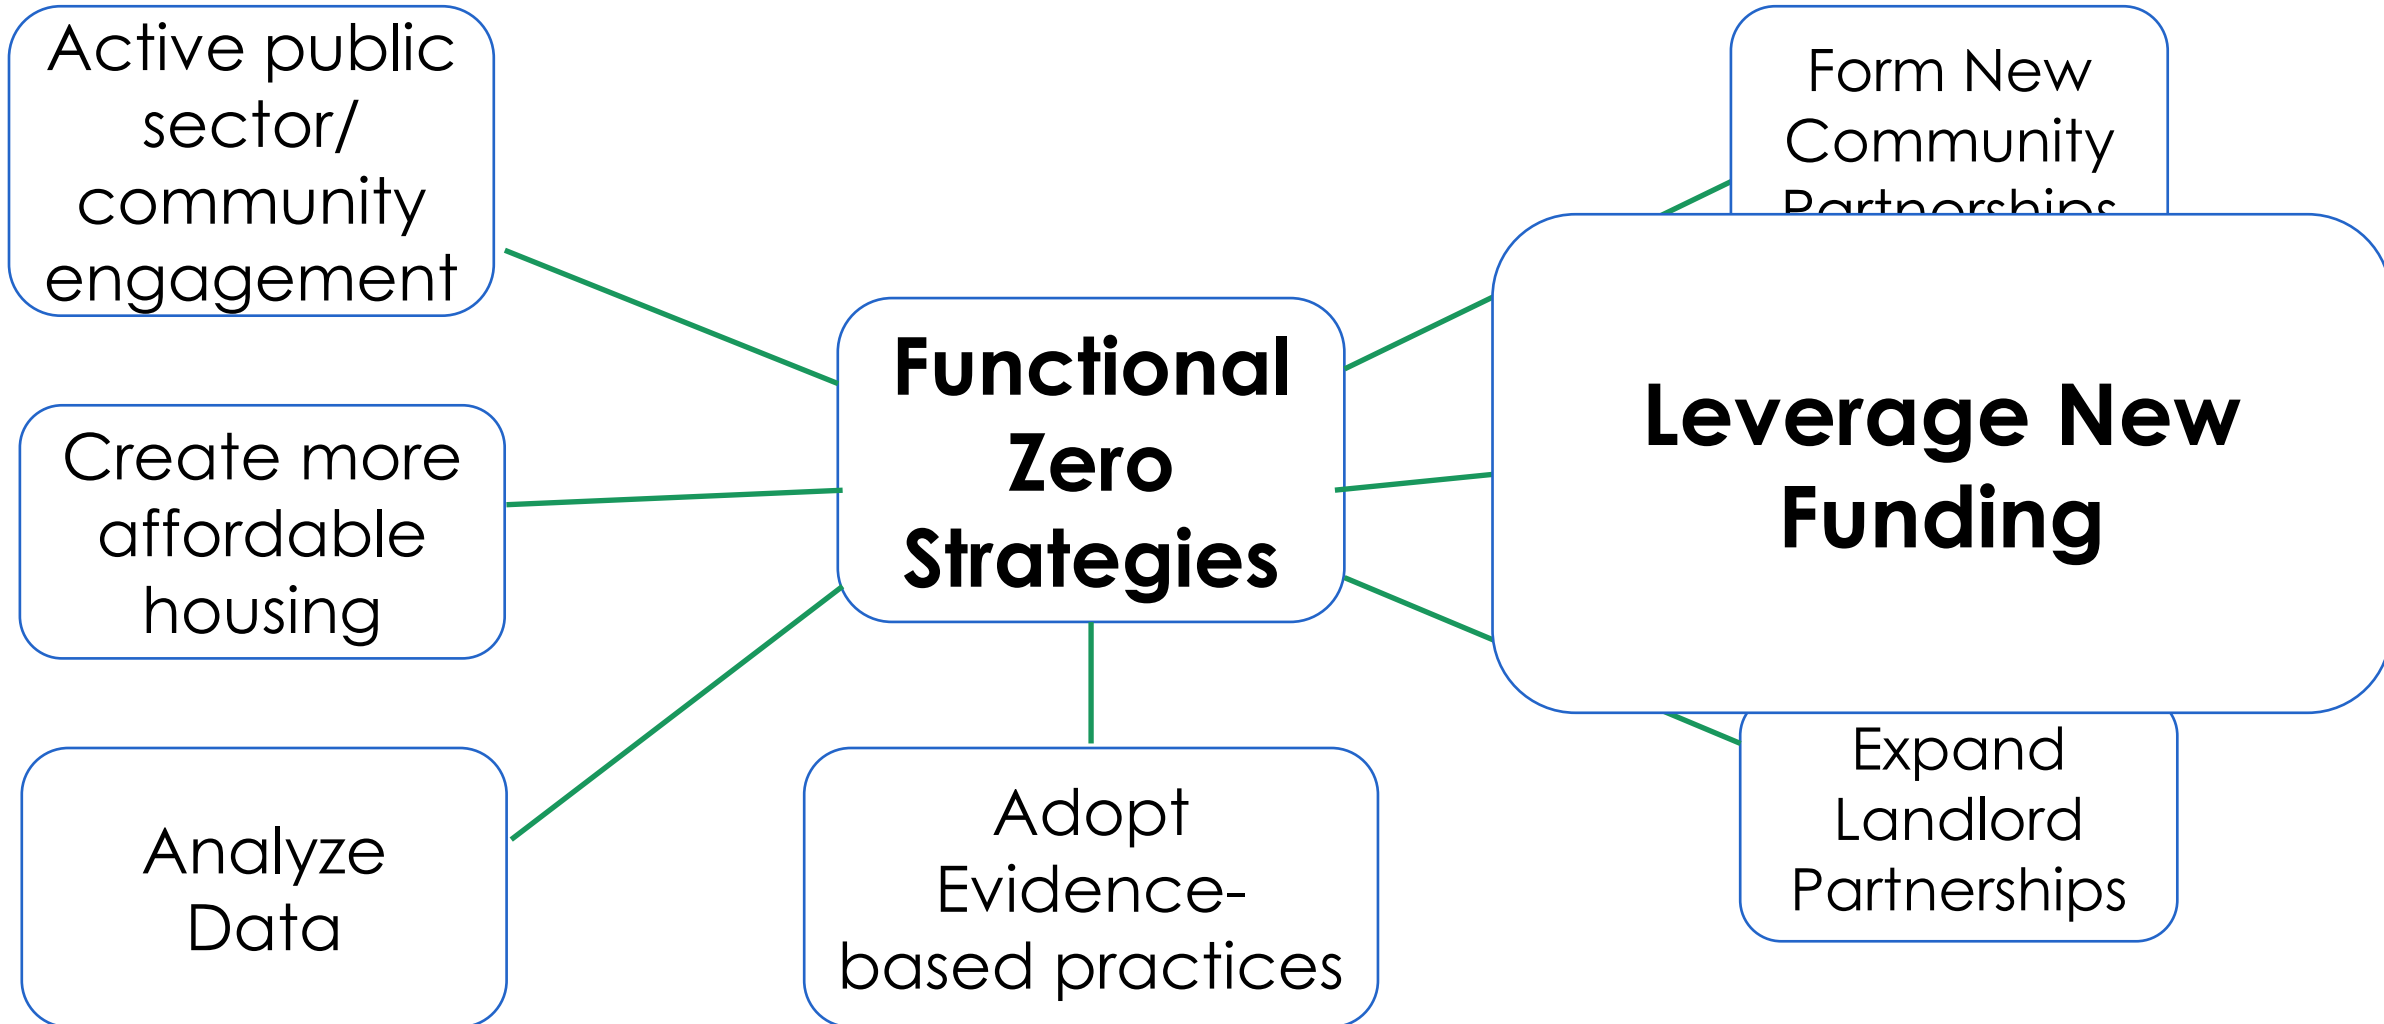 Active public
sector/
community
engagement
Create more
affordable
housing
Analyze
Data
Functional
Zero
Strategies
Adopt
Evidence-
based practices
Form New
Community
Partnerships
Leverage New
Funding
Expand
Landlord
Partnerships